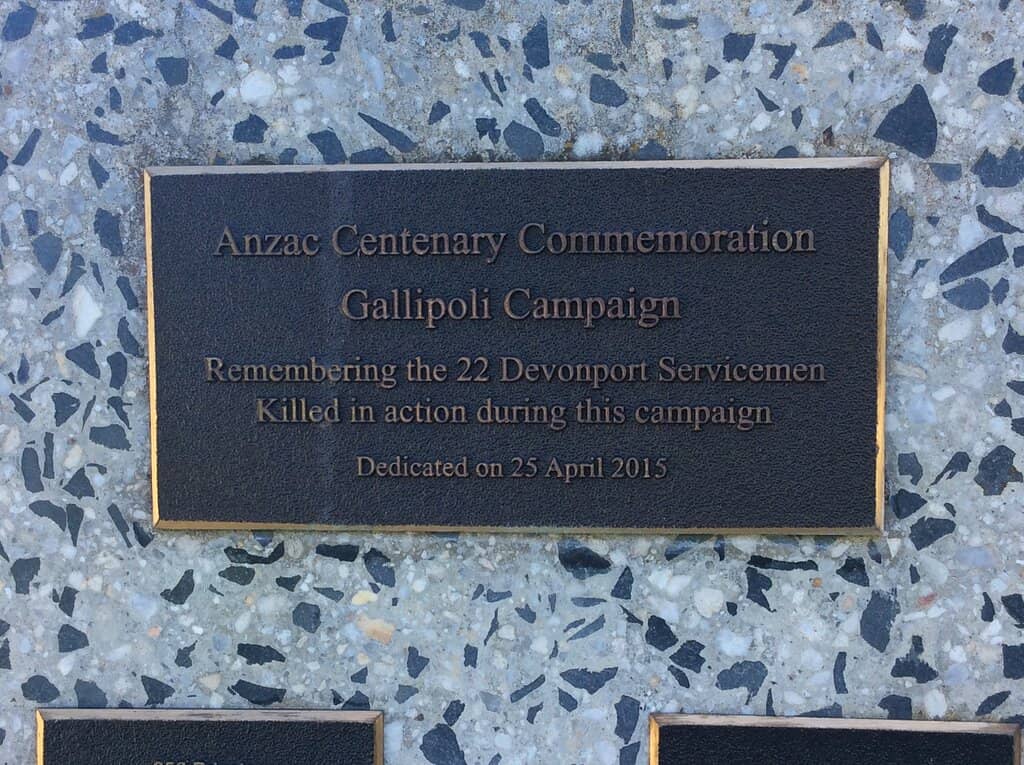 Anzac Centenary Commemoration
Gallipoli Campaign
Remembering the 22 Devonport Servicemen
Killed in action during this campaign
Dedicated on 25 April 2015